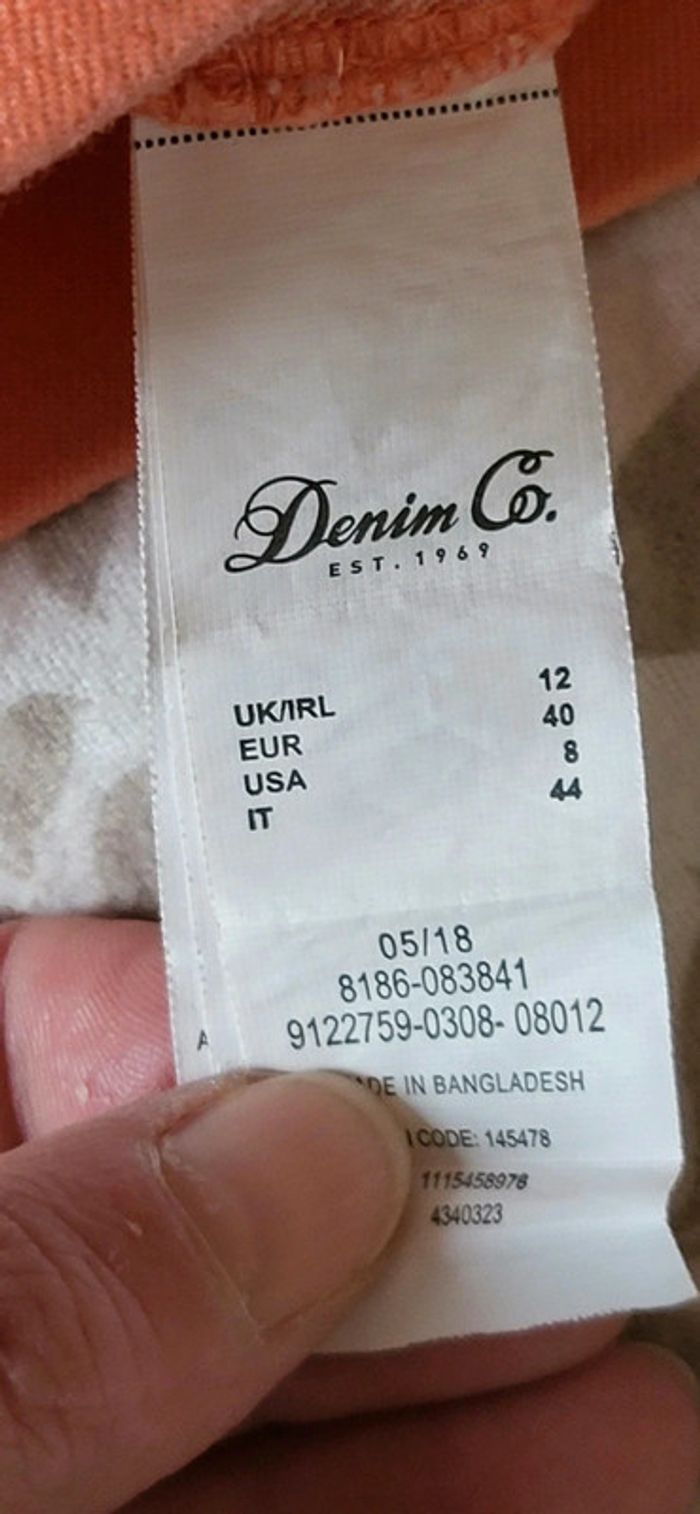 Denim Co.
EST. 1969
UK/IRL 12
EUR 40
USA 8
IT 44
05/18
8186-083841
9122759-0308- 08012
A
IN BANGLADESH
CODE: 145478
1115458978
4340323